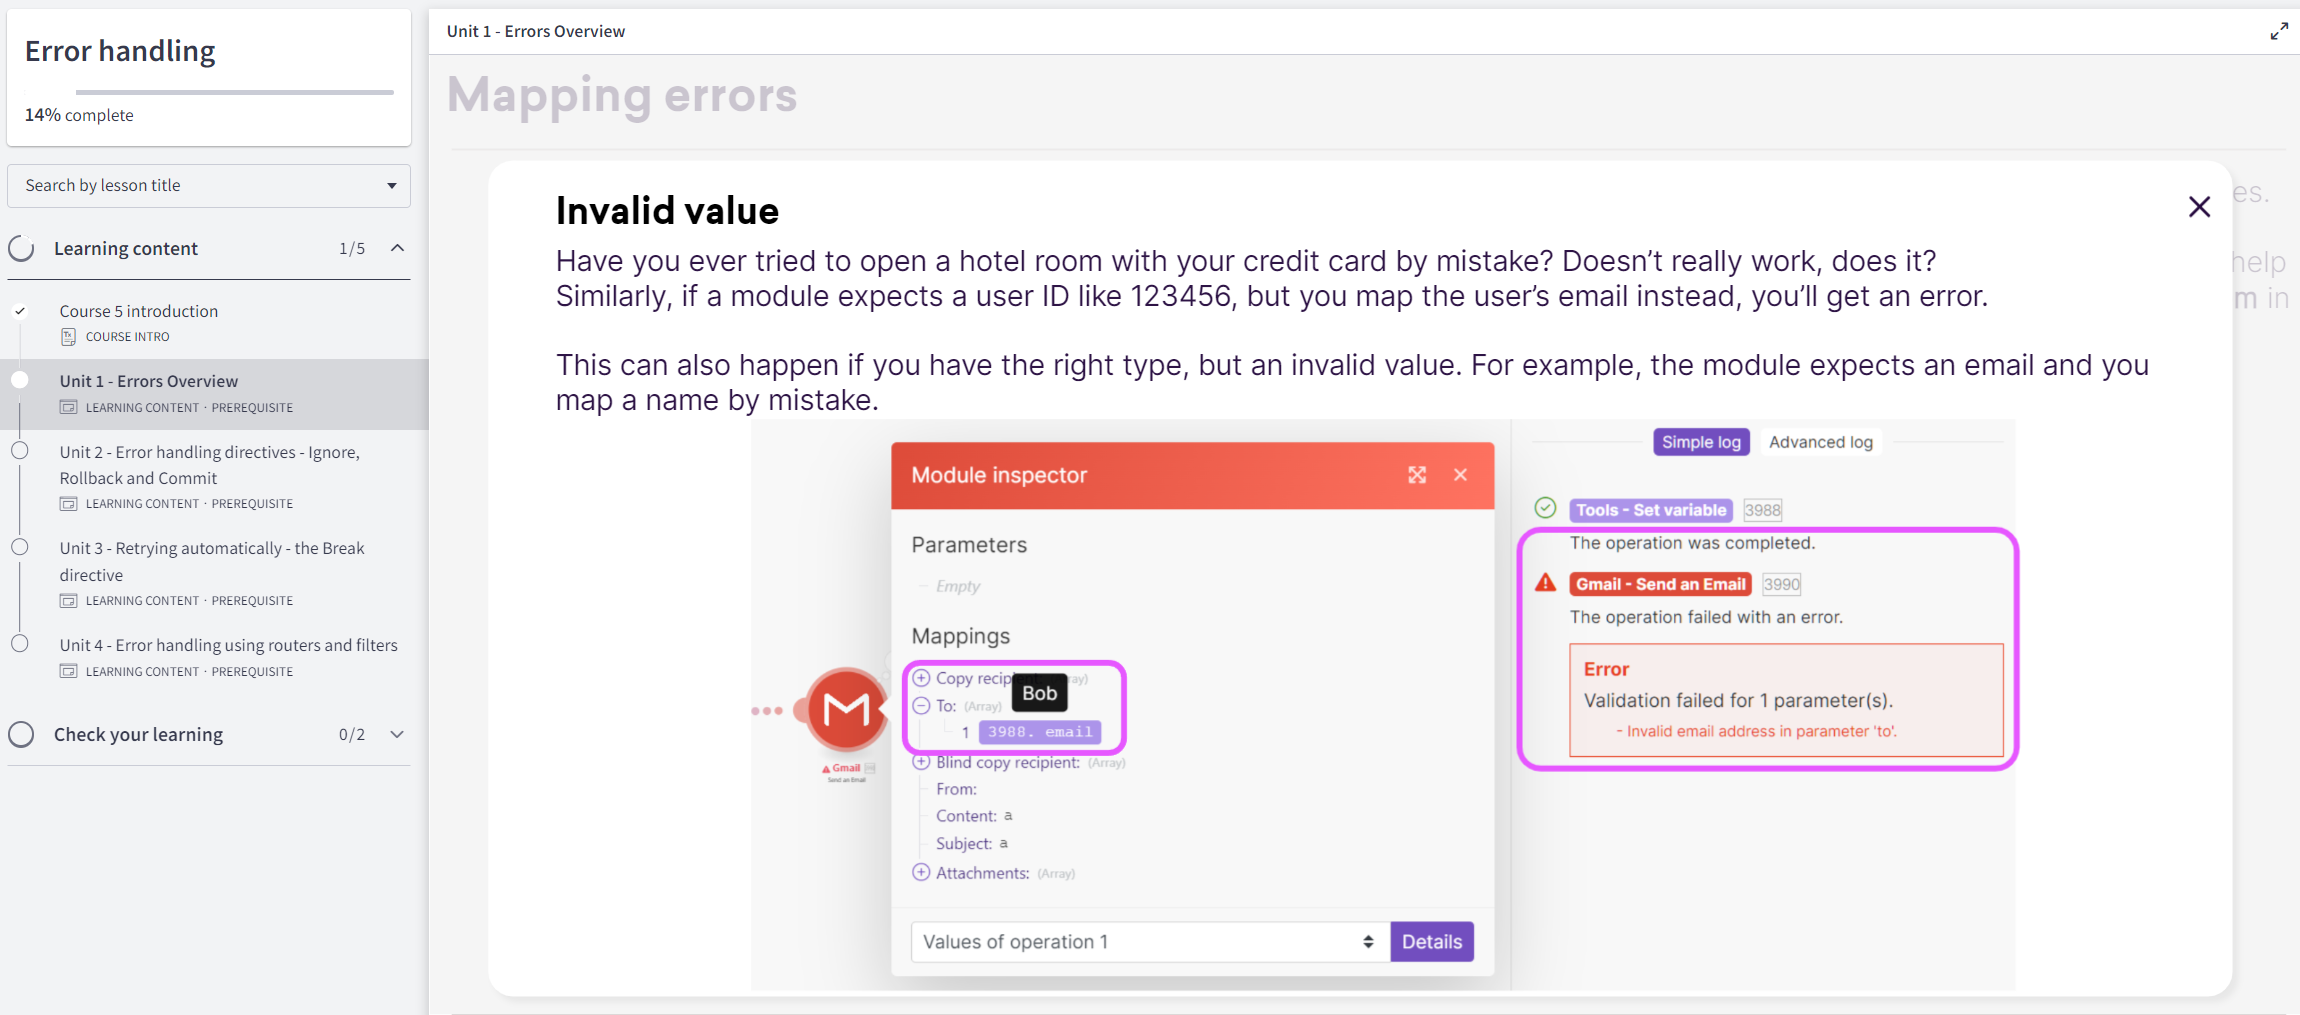 Error handling
14% complete
Search by lesson title
Learning content 1/5
Course 5 introduction
COURSE INTRO
Unit 1 - Errors Overview
LEARNING CONTENT · PREREQUISITE
Unit 2 - Error handling directives - Ignore,
Rollback and Commit
LEARNING CONTENT · PREREQUISITE
Unit 3 - Retrying automatically - the Break
directive
LEARNING CONTENT · PREREQUISITE
Unit 4 - Error handling using routers and filters
LEARNING CONTENT · PREREQUISITE
Check your learning 0/2
Unit 1 - Errors Overview
Mapping errors
es.
help
m in
Invalid value
Have you ever tried to open a hotel room with your credit card by mistake? Doesn’t really work, does it?
Similarly, if a module expects a user ID like 123456, but you map the user’s email instead, you’ll get an error.
This can also happen if you have the right type, but an invalid value. For example, the module expects an email and you
map a name by mistake.
Gmail
Send an Email
Module inspector
Parameters
Empty
Mappings
Copy recip ray)
Bob
To: (Array)
1 3988. email
Blind copy recipient: (Array)
From:
Content: a
Subject: a
Attachments: (Array)
Values of operation 1 Details
Simple log Advanced log
Tools - Set variable 3988
The operation was completed.
Gmail - Send an Email 3990
The operation failed with an error.
Error
Validation failed for 1 parameter(s).
- Invalid email address in parameter 'to'.